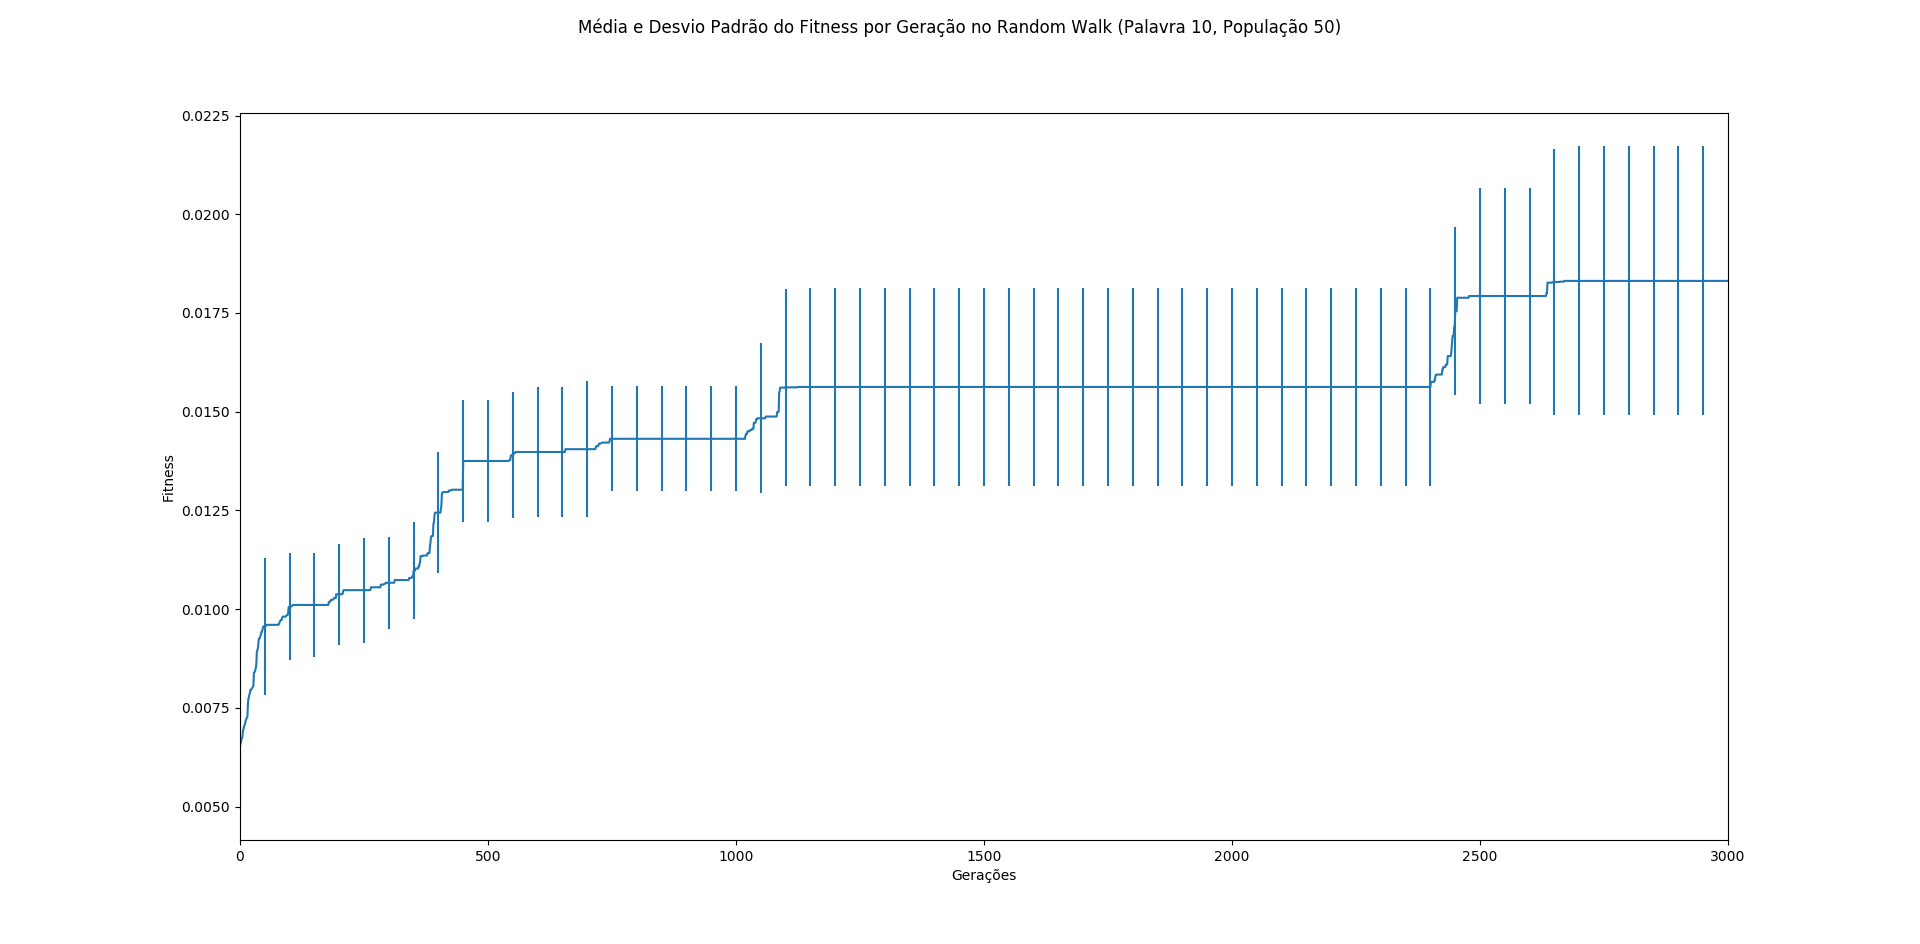 Média e Desvio Padrão do Fitness por Geração no Random Walk (Palavra 10, População 50)
0.0225
0.0200
0.0175
0.0150
0.0125
0.0100
0.0075
0.0050
Fitness
0 500 1000 1500 2000 2500 3000
Gerações